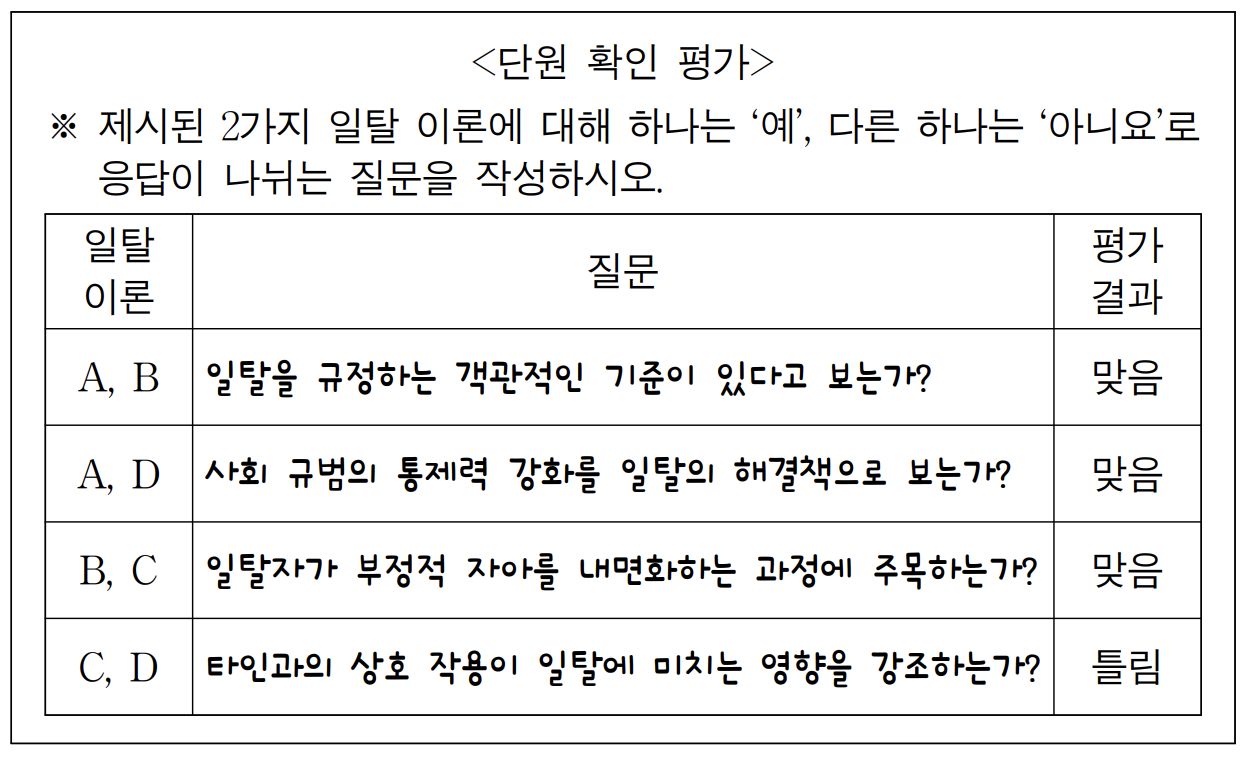 <단원 확인 평가>
※ 제시된 2가지 일탈 이론에 대해 하나는 ‘예’, 다른 하나는 ‘아니요’로
응답이 나뉘는 질문을 작성하시오.
일탈 이론 질문 평가 결과
A, B 일탈을 규정하는 객관적인 기준이 있다고 보는가? 맞음
A, D 사회 규범의 통제력 강화를 일탈의 해결책으로 보는가? 맞음
B, C 일탈자가 부정적 자아를 내면화하는 과정에 주목하는가? 맞음
C, D 타인과의 상호 작용이 일탈에 미치는 영향을 강조하는가? 틀림